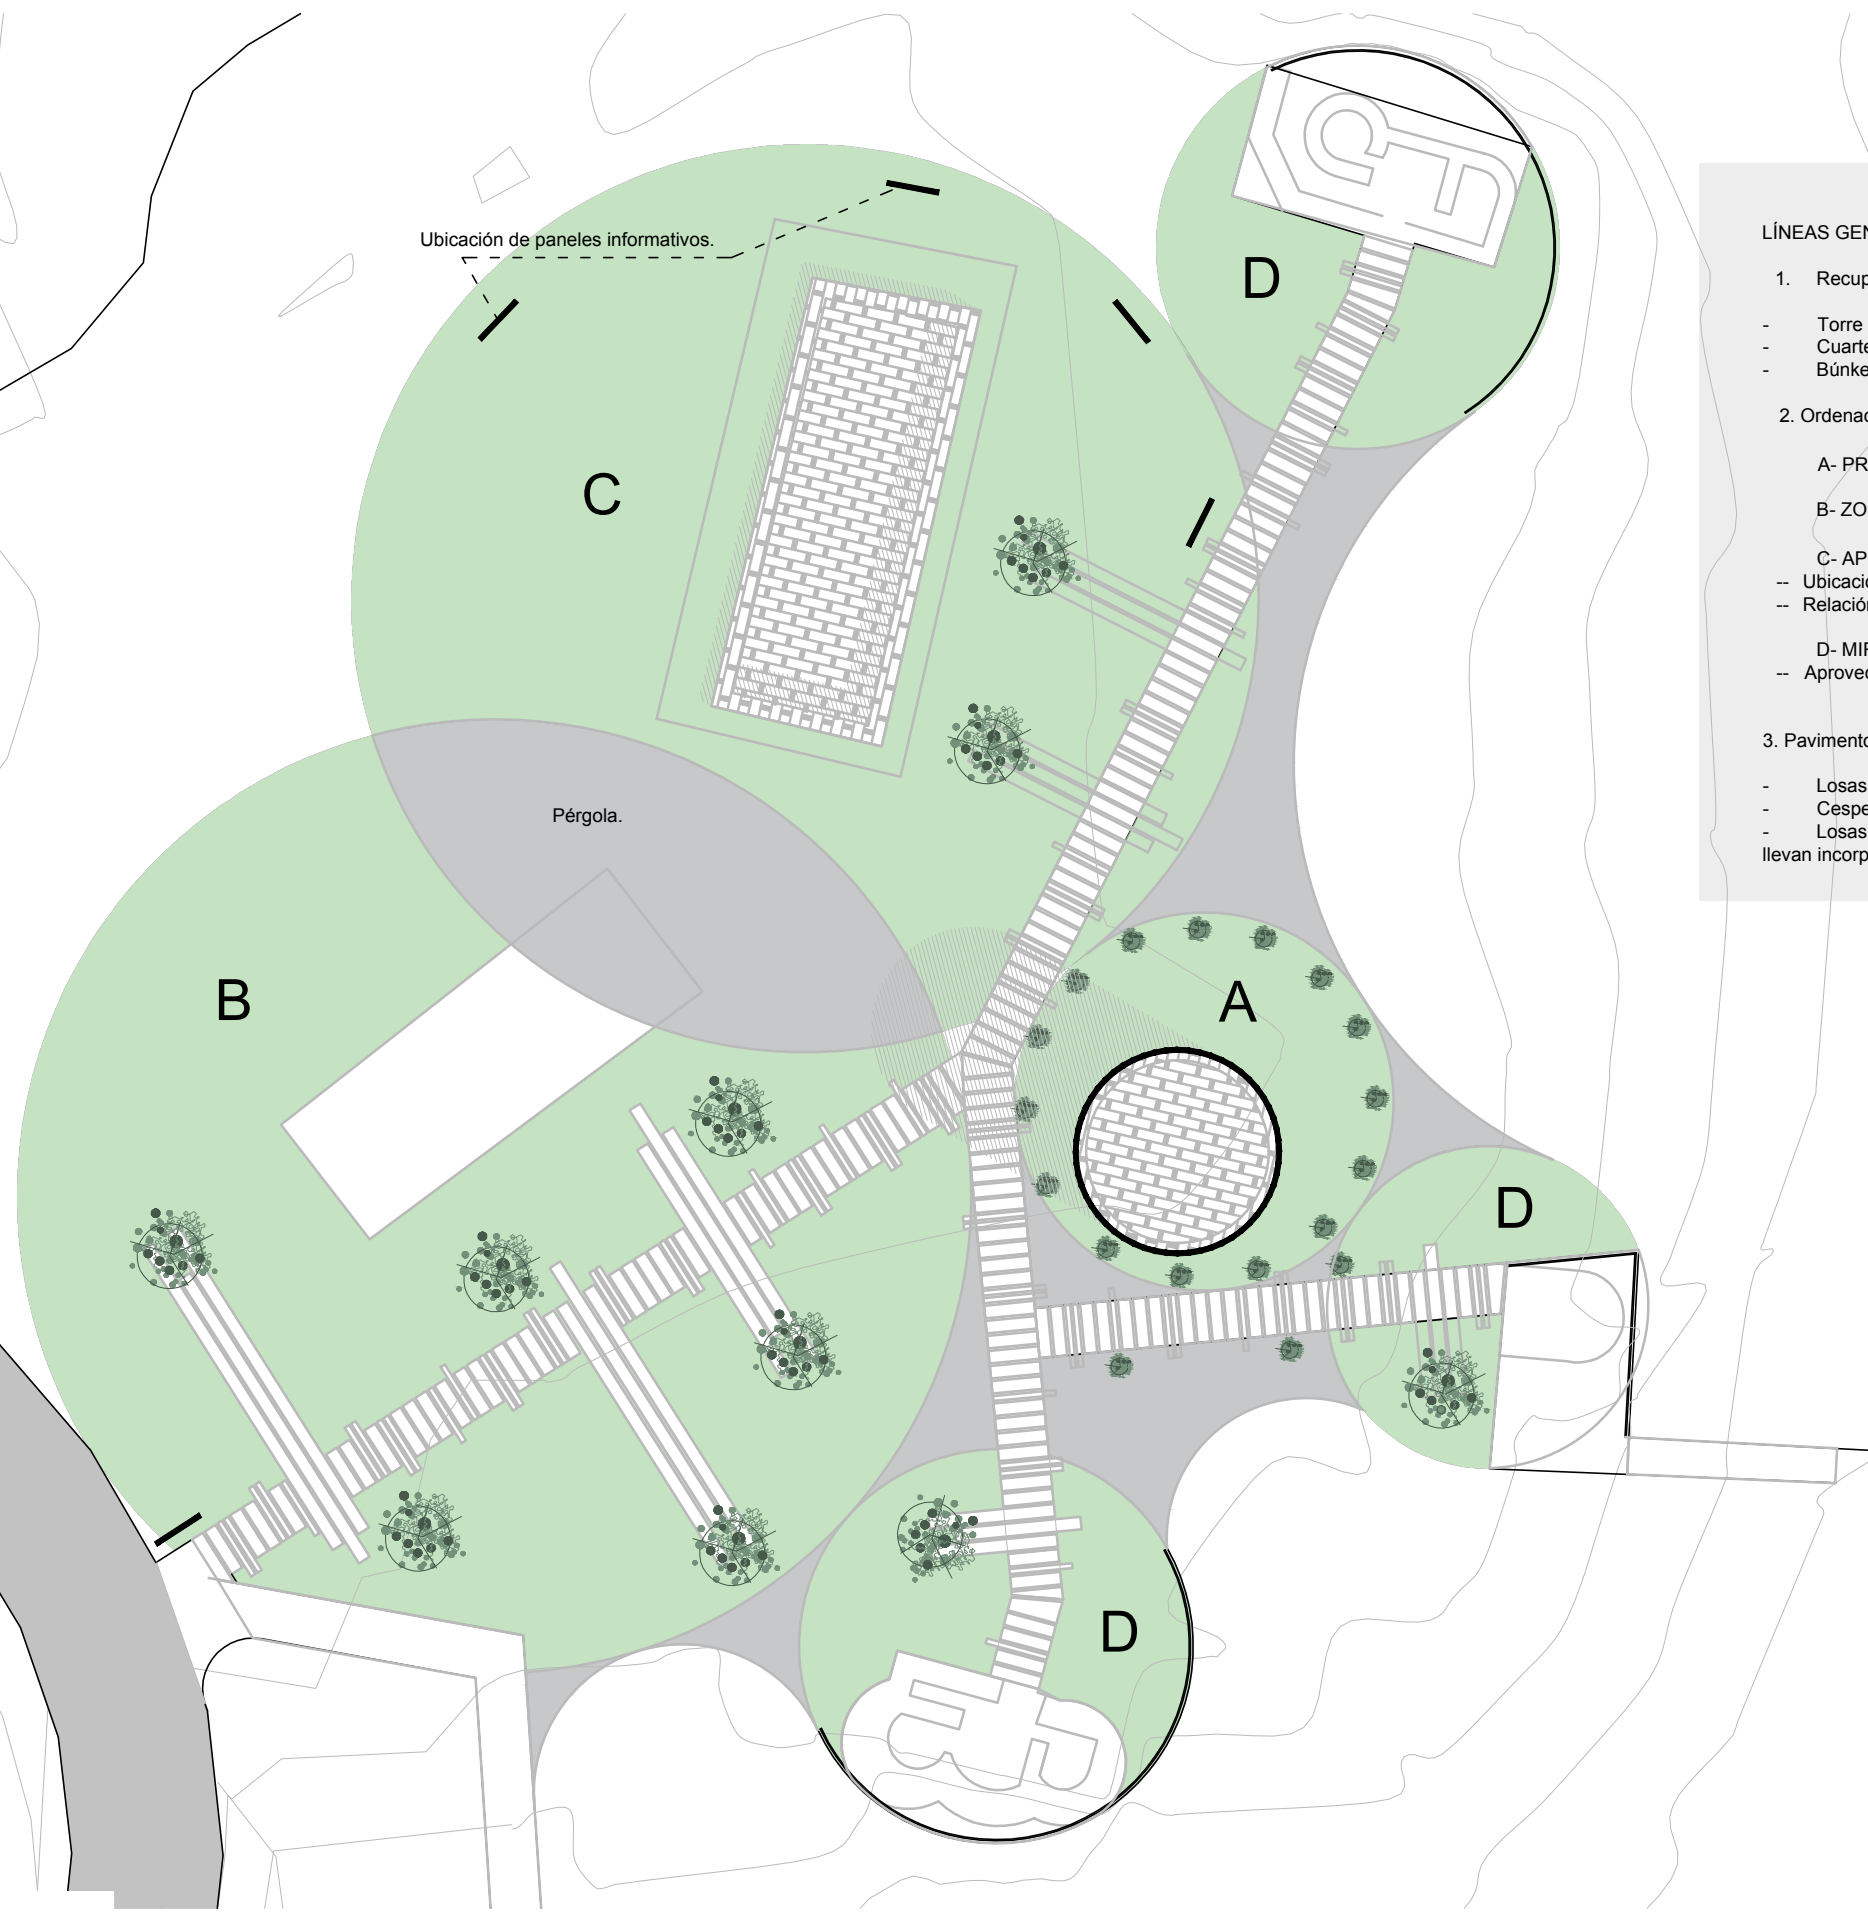 Ubicación de paneles informativos.
C
D
Pérgola.
B
A
D
D
LÍNEAS GEN
1. Recup
- Torre
- Cuarte
- Búnke
2. Ordenac
A- PR
B- ZO
C- AP
-- Ubicació
-- Relación
D- MIR
-- Aprovec
3. Pavimento
- Losas
- Cespe
- Losas
llevan incorp